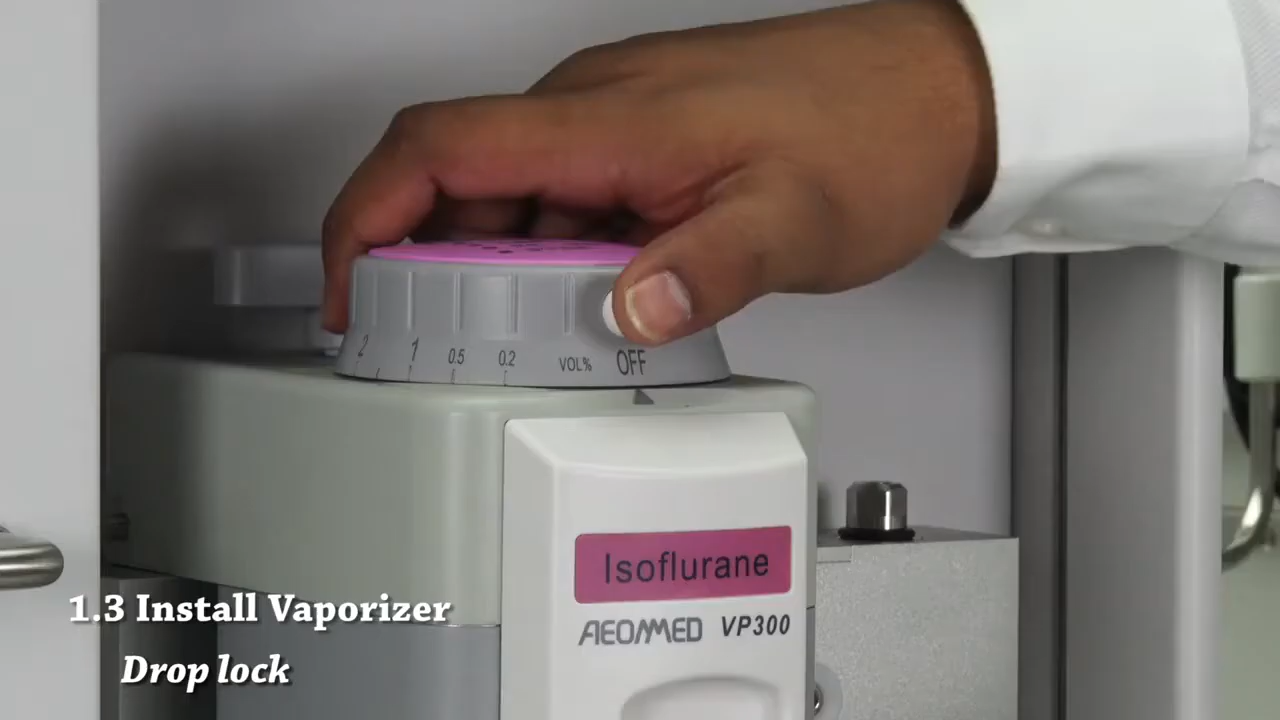 2 1 0.5 0.2 VOL% OFF
Isoflurane
AEONMED VP300
1.3 Install Vaporizer
Drop lock